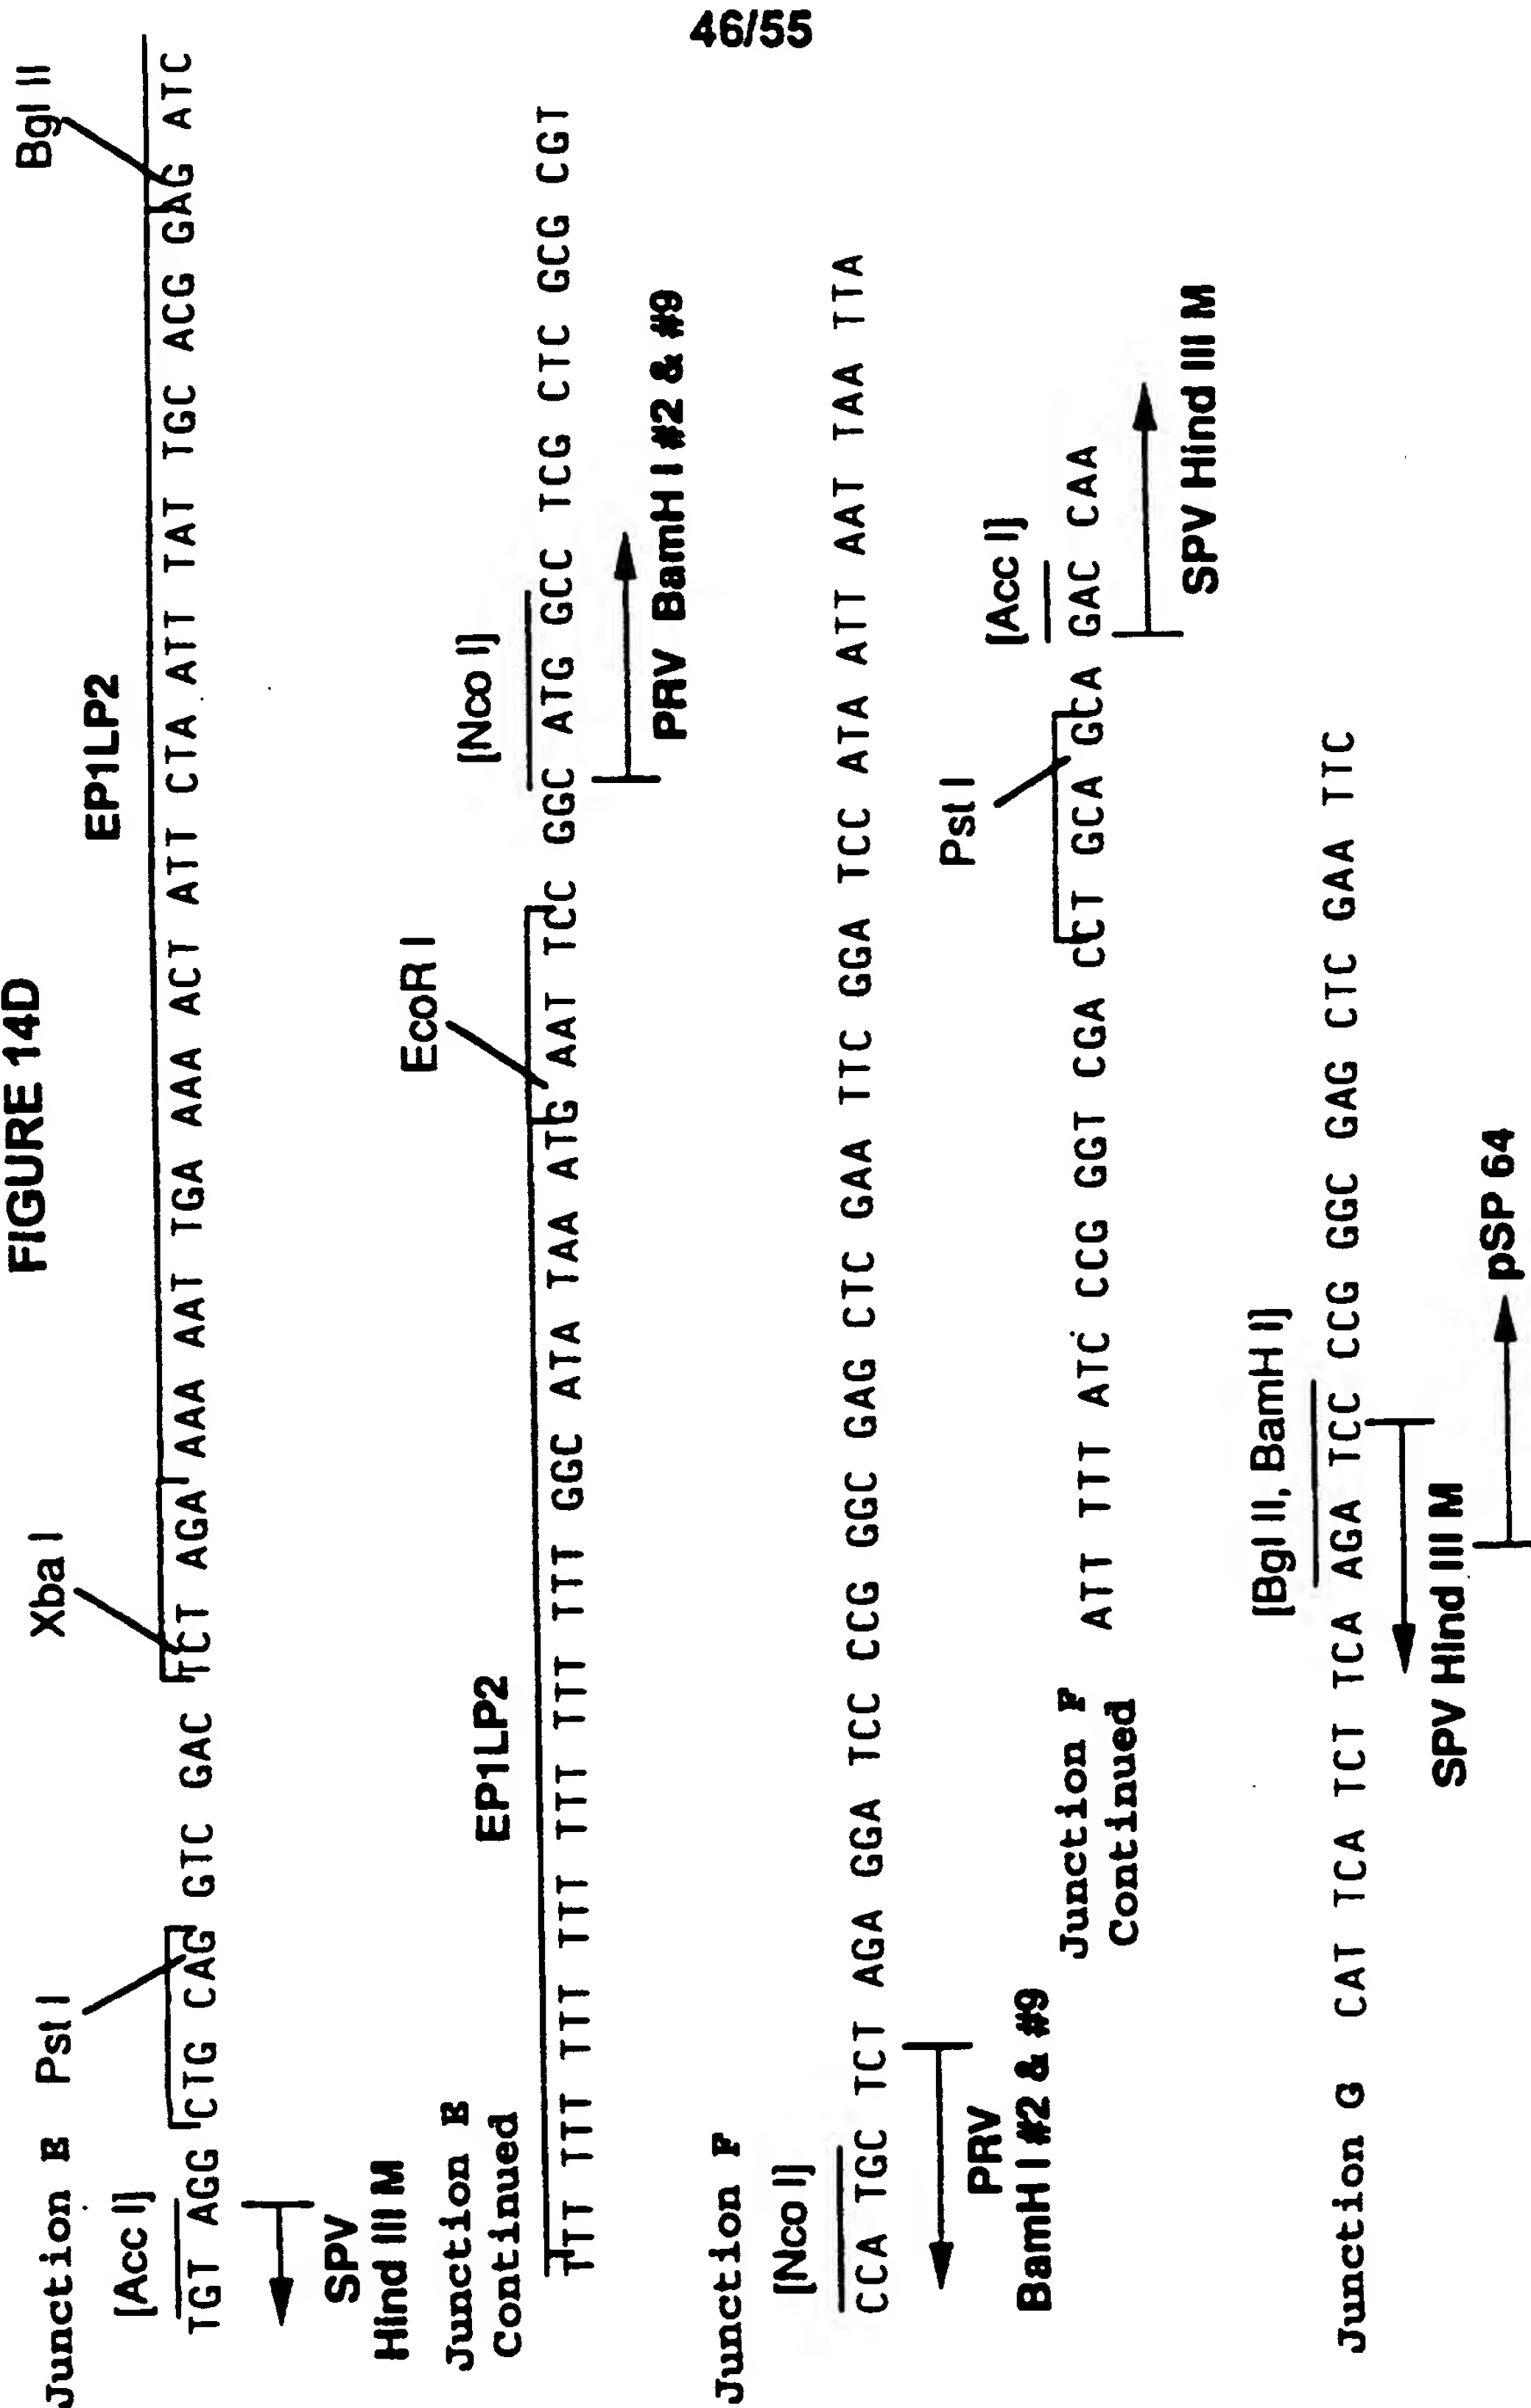 46/55
FIGURE 14D
Junction E Pst I Xba I EP1LP2 Bgl II
[Acc I]
TGT AGG CTG CAG GTC GAC TCT AGA AAA AAT TGA AAA ACT ATT CTA ATT TAT TGC ACG GAG ATC
SPV
Hind III M
Junction E
Continued
EP1LP2 EcoR I [Nco I]
TTT TTT TTT TTT TTT TTT TTT TTT GGC ATA TAA ATG AAT TCC GGC ATG GCC TCG CTC GCG CGT
PRV BamH I #2 & #9
Junction F
[Nco I]
CCA TGC TCT AGA GGA TCC CCG GGC GAG CTC GAA TTC GGA TCC ATA ATT AAT TAA TTA
PRV
BamH I #2 & #9
Junction F
Continued
Pst I [Acc I]
ATT TTT ATC CCG GGT CGA CCT GCA GCA GAC CAA
SPV Hind III M
[Bgl II, BamH I]
Junction G CAT TCA TCT TCA AGA TCC CCG GGC GAG CTC GAA TTC
SPV Hind III M
pSP 64